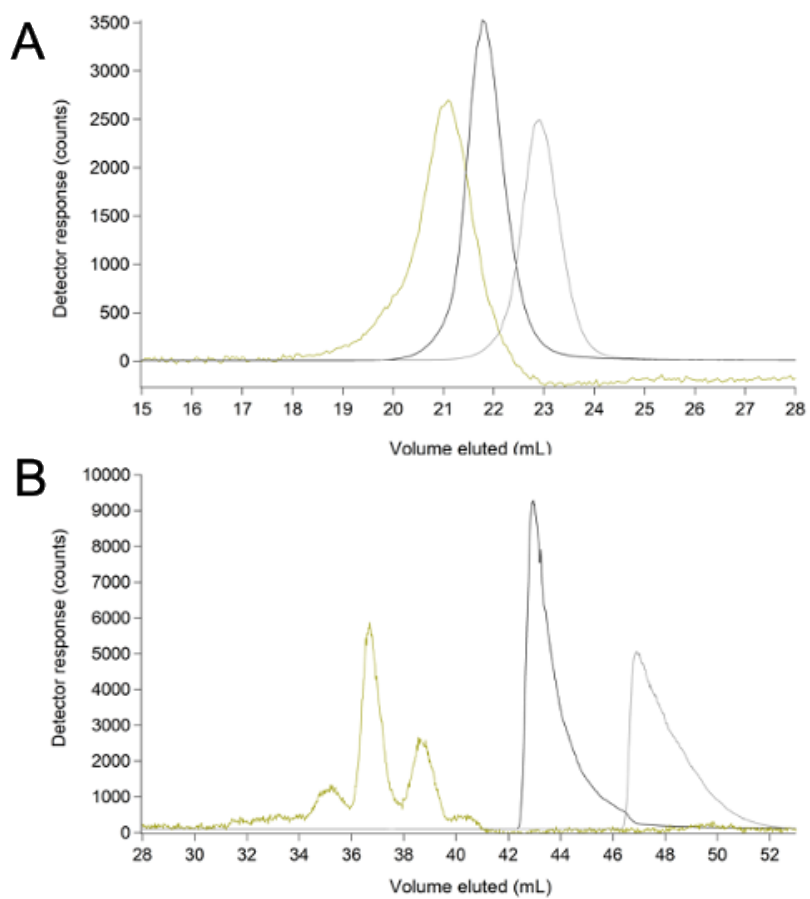 A
Detector response (counts)
3500
3000
2500
2000
1500
1000
500
0
15 16 17 18 19 20 21 22 23 24 25 26 27 28
Volume eluted (mL)
B
Detector response (counts)
10000
9000
8000
7000
6000
5000
4000
3000
2000
1000
0
28 30 32 34 36 38 40 42 44 46 48 50 52
Volume eluted (mL)